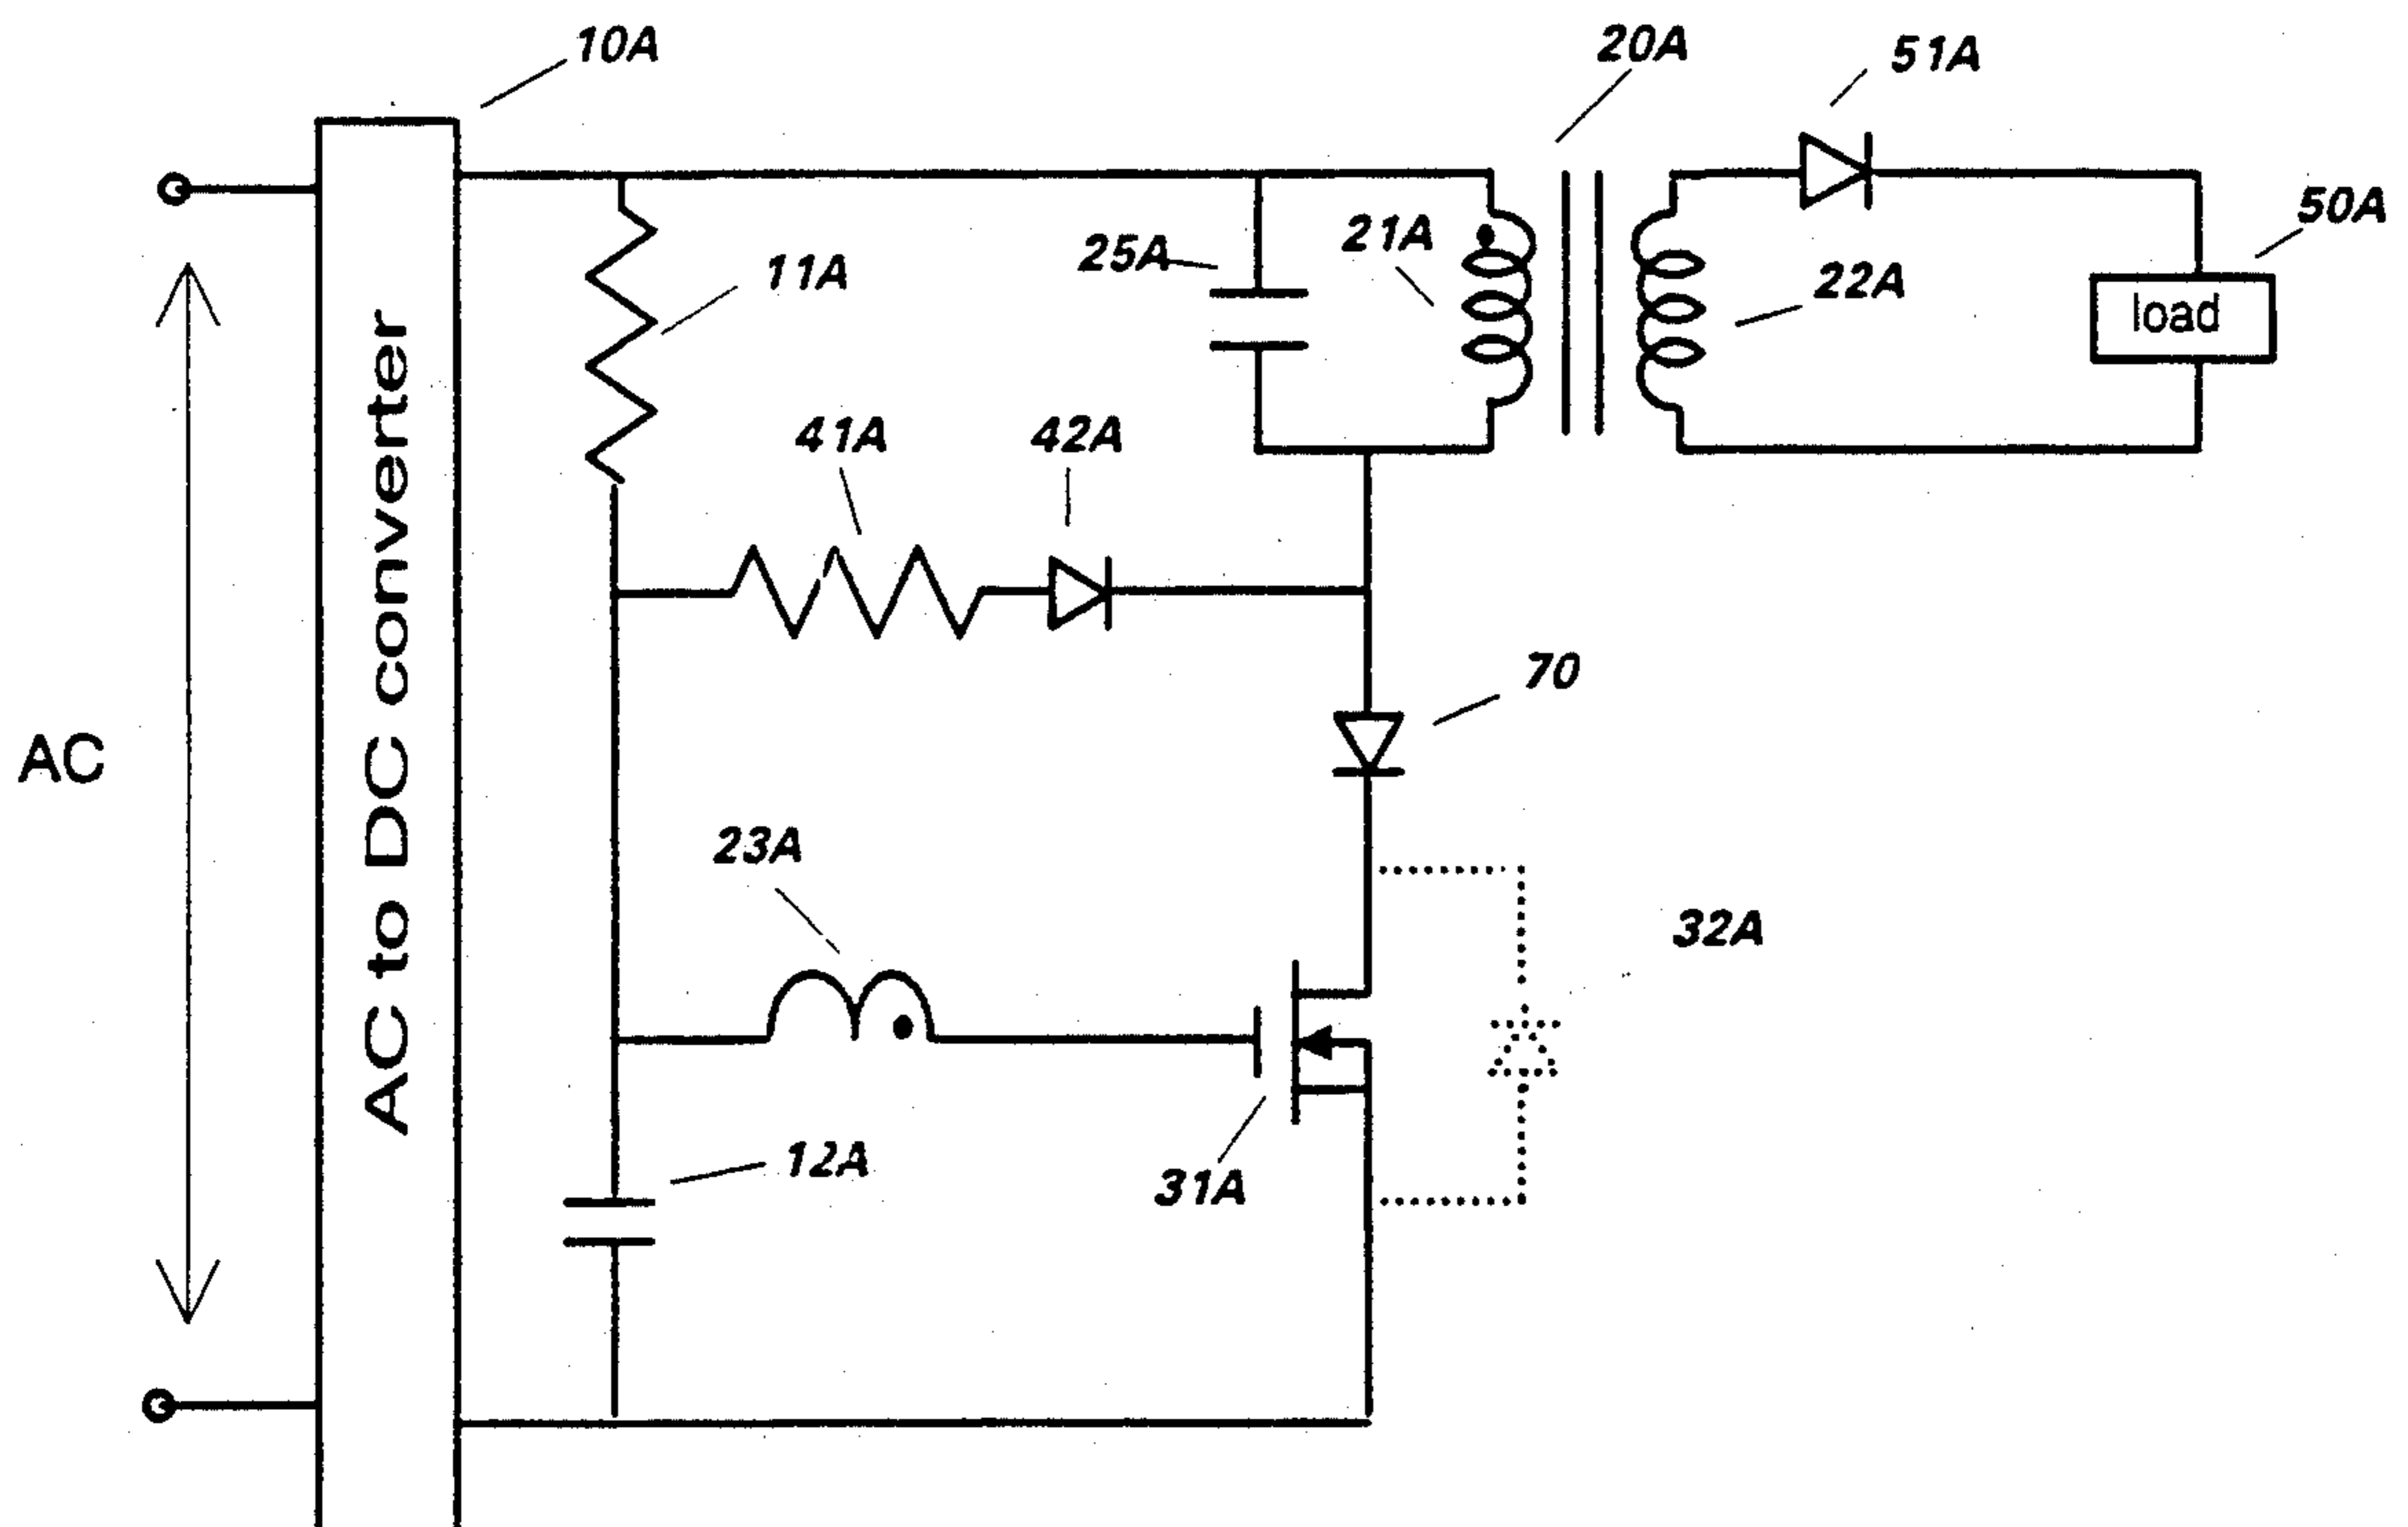 10A
20A
51A
50A
25A
21A
11A
22A
load
41A
42A
70
AC
AC to DC converter
23A
32A
12A
31A